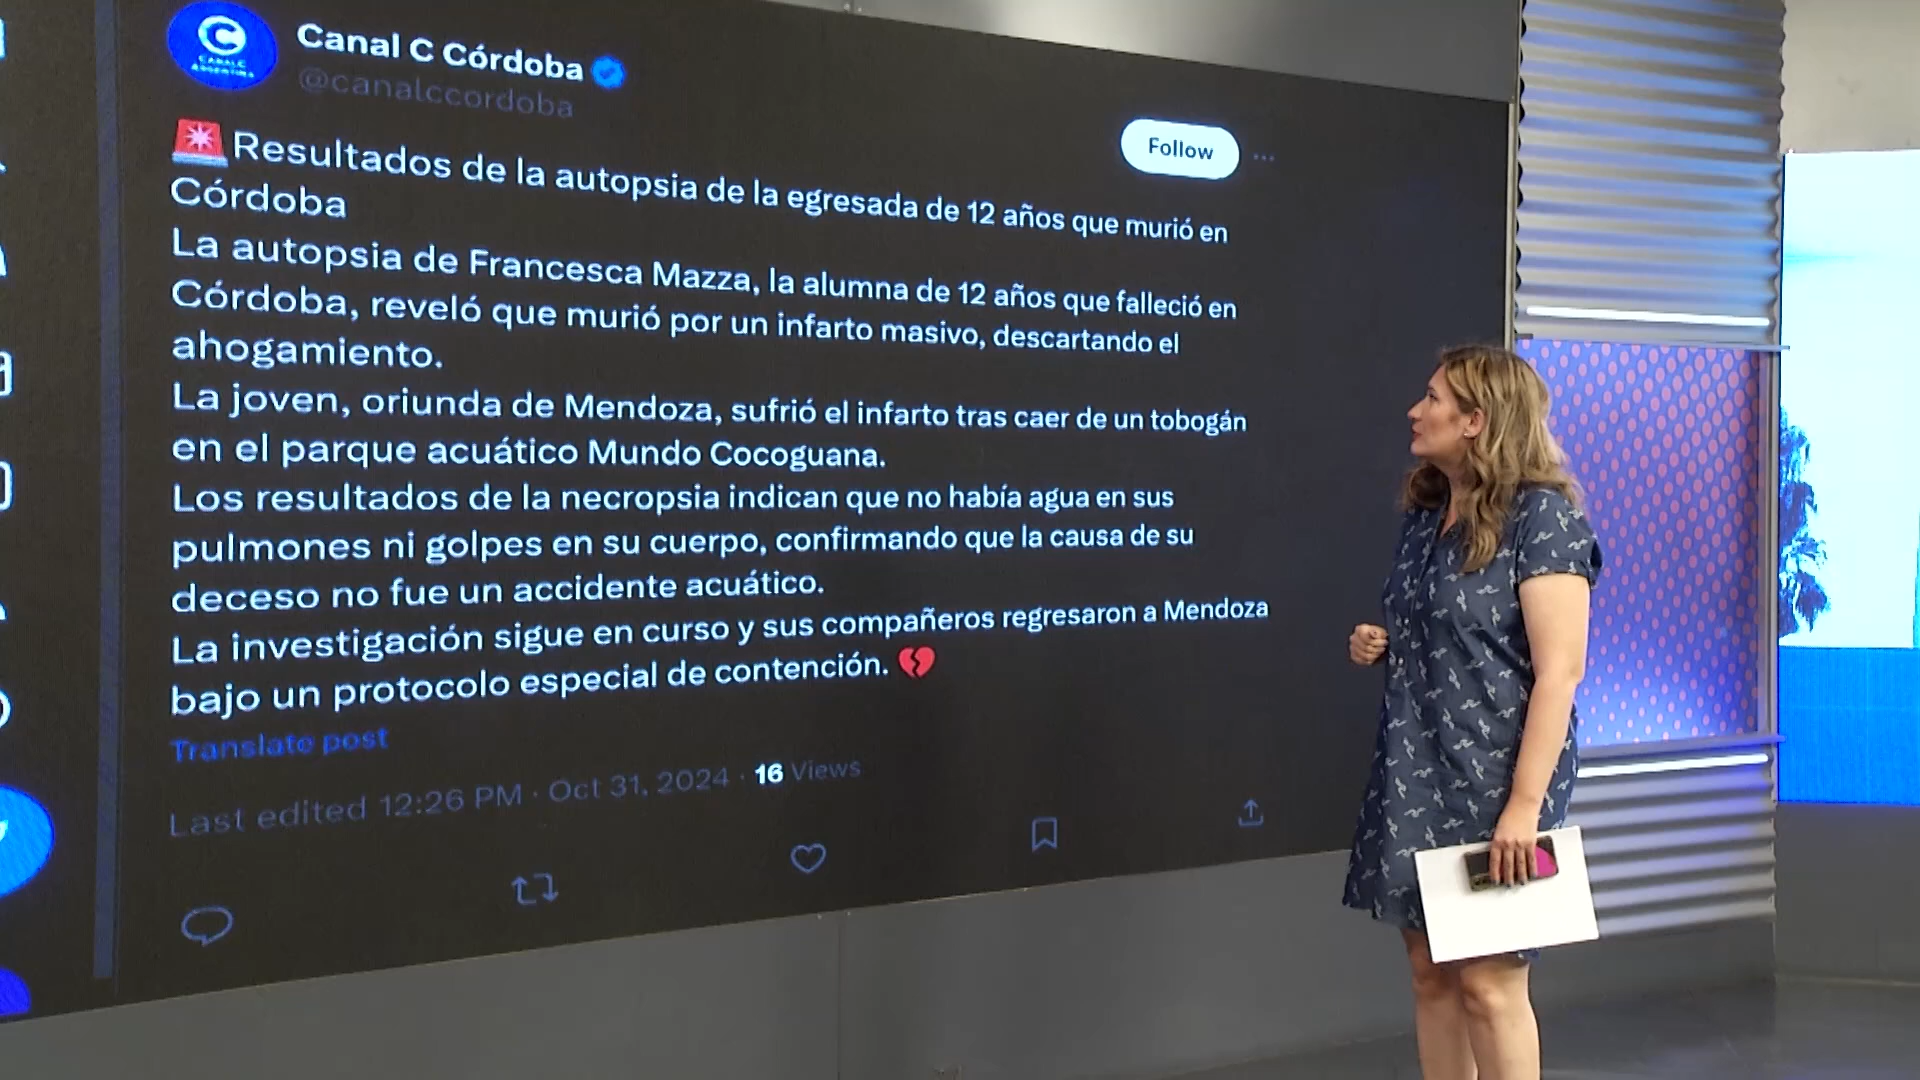 Canal C Córdoba
@canalccordoba
CANAL C
ARGENTINA
Follow
Resultados de la autopsia de la egresada de 12 años que murió en
Córdoba
La autopsia de Francesca Mazza, la alumna de 12 años que falleció en
Córdoba, reveló que murió por un infarto masivo, descartando el
ahogamiento.
La joven, oriunda de Mendoza, sufrió el infarto tras caer de un tobogán
en el parque acuático Mundo Cocoguana.
Los resultados de la necropsia indican que no había agua en sus
pulmones ni golpes en su cuerpo, confirmando que la causa de su
deceso no fue un accidente acuático.
La investigación sigue en curso y sus compañeros regresaron a Mendoza
bajo un protocolo especial de contención.
Translate post
Last edited 12:26 PM · Oct 31, 2024 · 16 Views